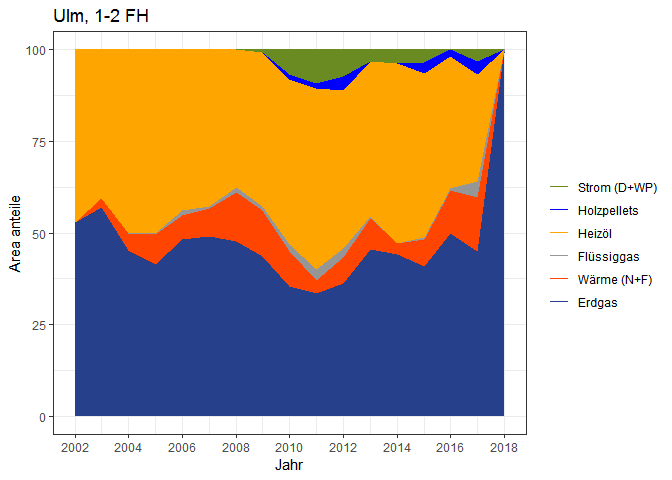 Ulm, 1-2 FH
100
75
50
25
0
Area anteile
2002 2004 2006 2008 2010 2012 2014 2016 2018
Jahr
Strom (D+WP)
Holzpellets
Heizöl
Flüssiggas
Wärme (N+F)
Erdgas